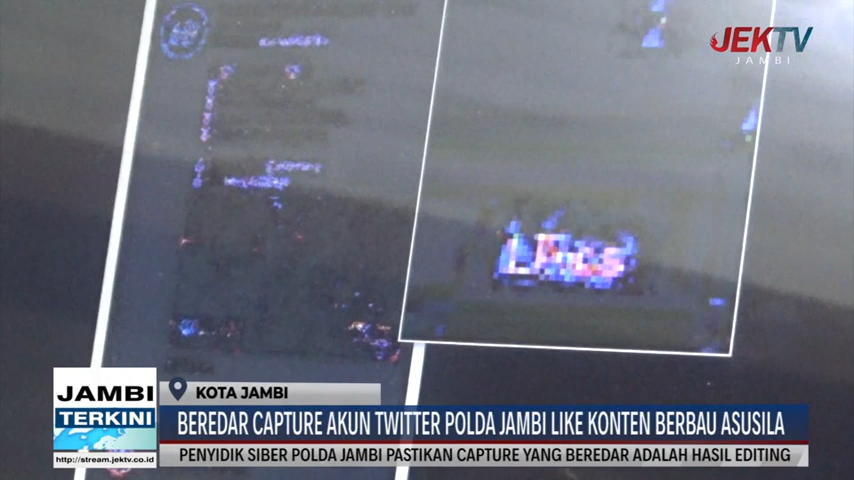 JEKTV
JAMBI
Likes
JAMBI
TERKINI
http://stream.jektv.co.id
KOTA JAMBI
BEREDAR CAPTURE AKUN TWITTER POLDA JAMBI LIKE KONTEN BERBAU ASUSILA
PENYIDIK SIBER POLDA JAMBI PASTIKAN CAPTURE YANG BEREDAR ADALAH HASIL EDITING